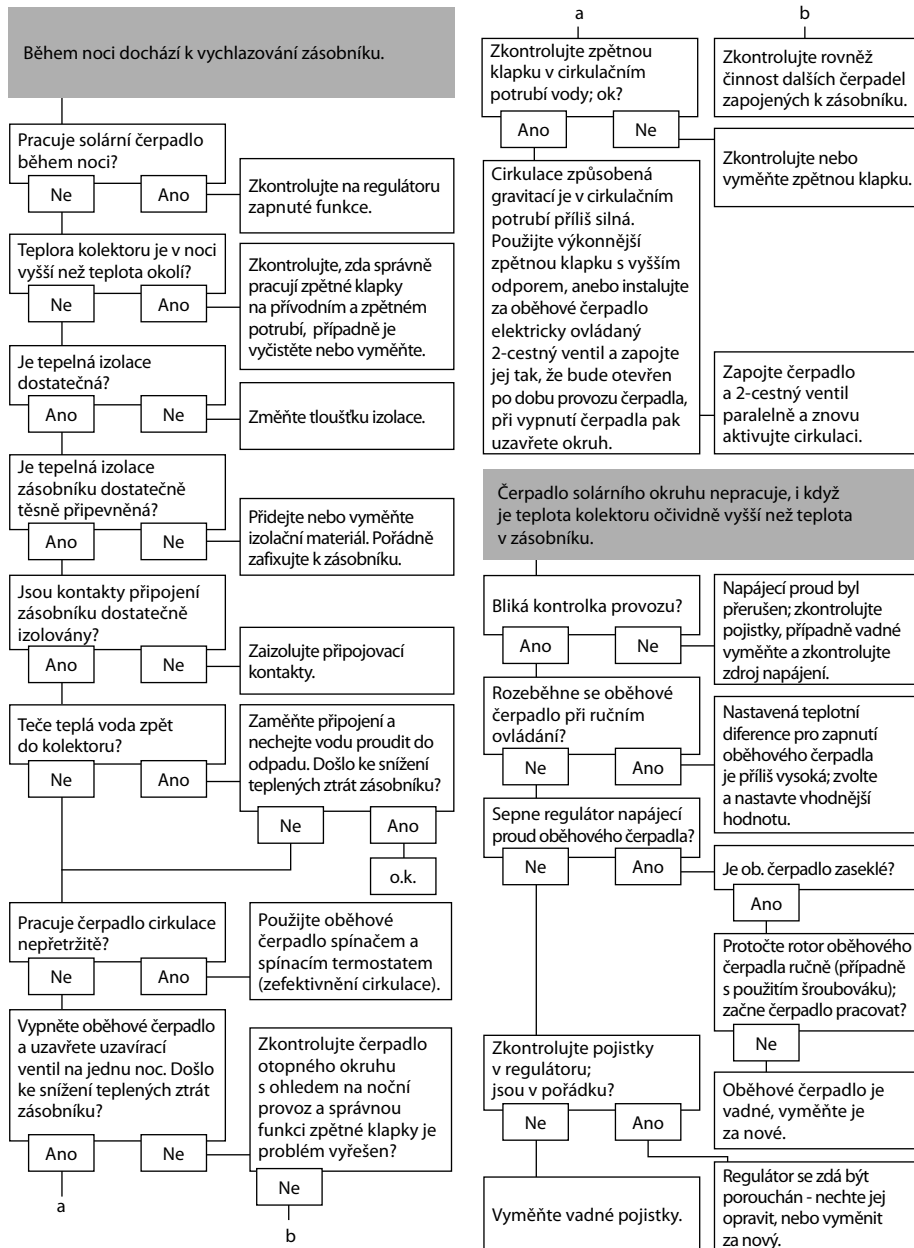 Během noci dochází k vychlazování zásobníku.
Pracuje solární čerpadlo
během noci?
Ne
Ano
Zkontrolujte na regulátoru
zapnuté funkce.
Teplora kolektoru je v noci
vyšší než teplota okolí?
Ne
Ano
Zkontrolujte, zda správně
pracují zpětné klapky
na přívodním a zpětném
potrubí, případně je
vyčistěte nebo vyměňte.
Je tepelná izolace
dostatečná?
Ano
Ne
Změňte tloušťku izolace.
Je tepelná izolace
zásobníku dostatečně
těsně připevněná?
Ano
Ne
Přidejte nebo vyměňte
izolační materiál. Pořádně
zafixujte k zásobníku.
Jsou kontakty připojení
zásobníku dostatečně
izolovány?
Ano
Ne
Zaizolujte připojovací
kontakty.
Teče teplá voda zpět
do kolektoru?
Ne
Ano
Zaměňte připojení a
nechejte vodu proudit do
odpadu. Došlo ke snížení
teplených ztrát zásobníku?
Ne
Ano
o.k.
Pracuje čerpadlo cirkulace
nepřetržitě?
Ne
Ano
Použijte oběhové
čerpadlo spínačem a
spínacím termostatem
(zefektivnění cirkulace).
Vypněte oběhové čerpadlo
a uzavřete uzavírací
ventil na jednu noc. Došlo
ke snížení teplených ztrát
zásobníku?
Ano
Ne
Zkontrolujte čerpadlo
otopného okruhu
s ohledem na noční
provoz a správnou
funkci zpětné klapky je
problém vyřešen?
Ne
a
b
a
b
Zkontrolujte zpětnou
klapku v cirkulačním
potrubí vody; ok?
Ano
Ne
Zkontrolujte rovněž
činnost dalších čerpadel
zapojených k zásobníku.
Zkontrolujte nebo
vyměňte zpětnou klapku.
Cirkulace způsobená
gravitací je v cirkulačním
potrubí příliš silná.
Použijte výkonnější
zpětnou klapku s vyšším
odporem, anebo instalujte
za oběhové čerpadlo
elektricky ovládaný
2-cestný ventil a zapojte
jej tak, že bude otevřen
po dobu provozu čerpadla,
při vypnutí čerpadla pak
uzavřete okruh.
Zapojte čerpadlo
a 2-cestný ventil
paralelně a znovu
aktivujte cirkulaci.
Čerpadlo solárního okruhu nepracuje, i když
je teplota kolektoru očividně vyšší než teplota
v zásobníku.
Bliká kontrolka provozu?
Ano
Ne
Napájecí proud byl
přerušen; zkontrolujte
pojistky, případně vadné
vyměňte a zkontrolujte
zdroj napájení.
Rozeběhne se oběhové
čerpadlo při ručním
ovládání?
Ne
Ano
Nastavená teplotní
diference pro zapnutí
oběhového čerpadla
je příliš vysoká; zvolte
a nastavte vhodnější
hodnotu.
Sepne regulátor napájecí
proud oběhového čerpadla?
Ne
Ano
Je ob. čerpadlo zaseklé?
Ano
Protočte rotor oběhového
čerpadla ručně (případně
s použitím šroubováku);
začne čerpadlo pracovat?
Ne
Oběhové čerpadlo je
vadné, vyměňte je
za nové.
Zkontrolujte pojistky
v regulátoru;
jsou v pořádku?
Ne
Ano
Vyměňte vadné pojistky.
Regulátor se zdá být
porouchán - nechte jej
opravit, nebo vyměnit
za nový.